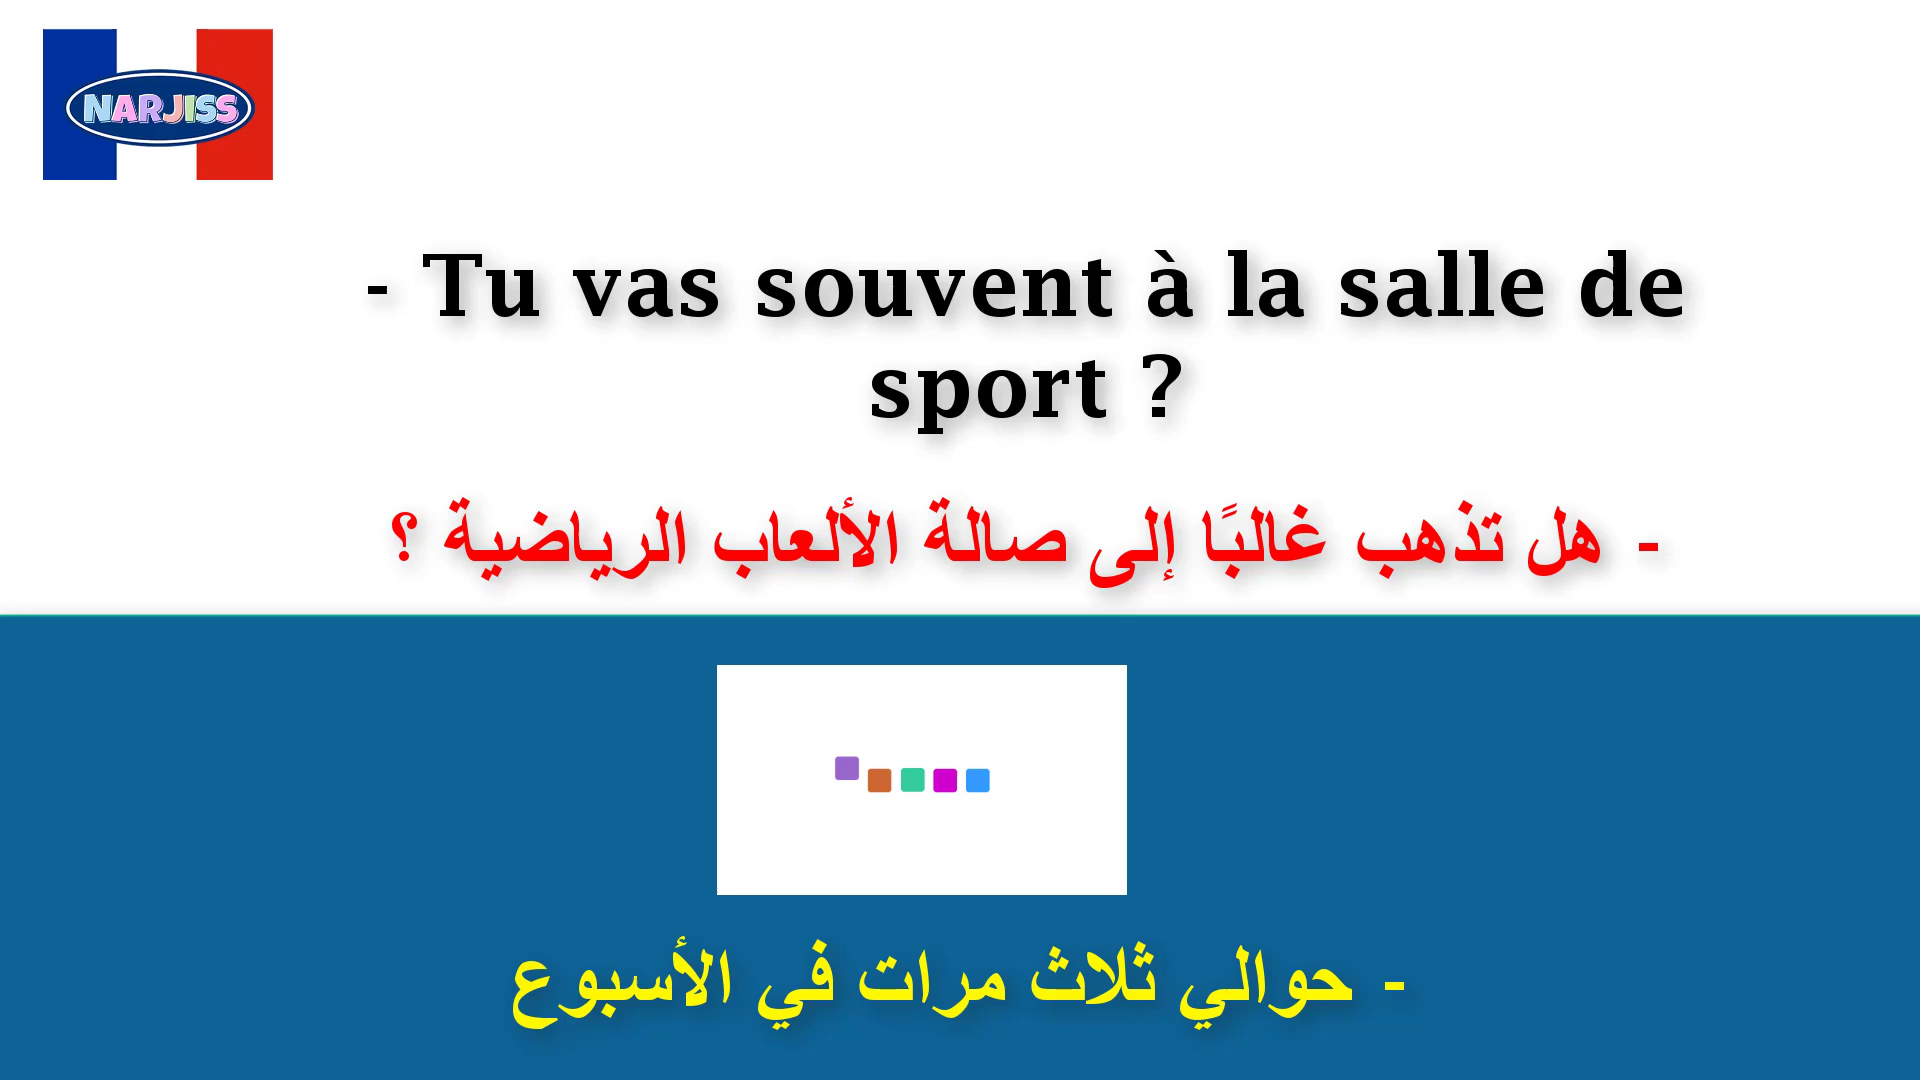 NARJISS
- Tu vas souvent à la salle de
sport ?
- هل تذهب غالبًا إلى صالة الألعاب الرياضية ؟
- حوالي ثلاث مرات في الأسبوع